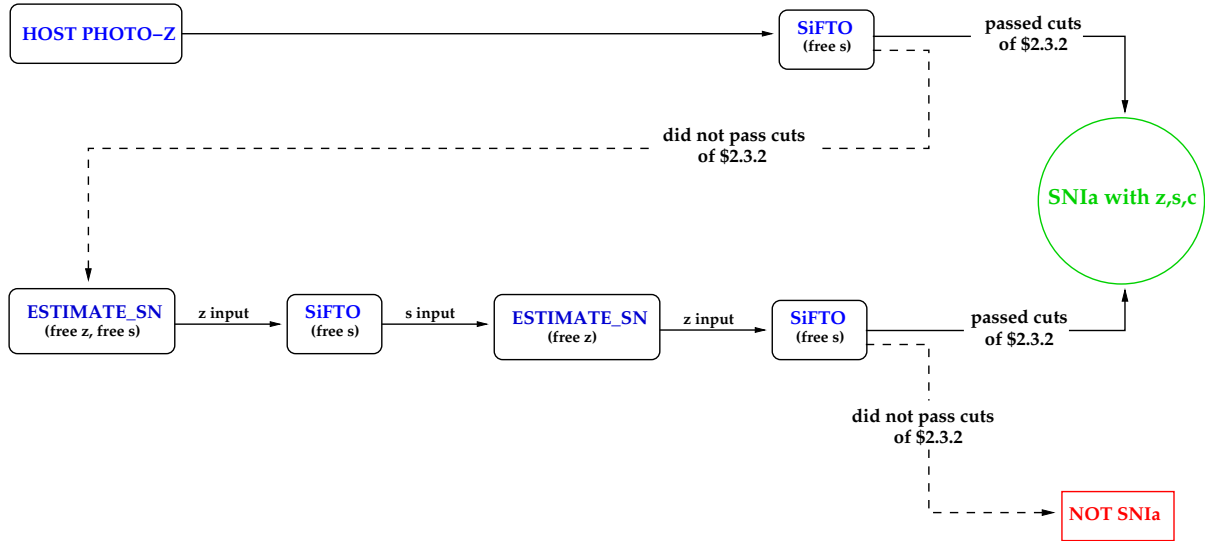 HOST PHOTO−Z
SiFTO
(free s)
passed cuts
of $2.3.2
did not pass cuts
of $2.3.2
SNIa with z,s,c
ESTIMATE_SN
(free z, free s)
z input
SiFTO
(free s)
s input
ESTIMATE_SN
(free z)
z input
SiFTO
(free s)
passed cuts
of $2.3.2
did not pass cuts
of $2.3.2
NOT SNIa